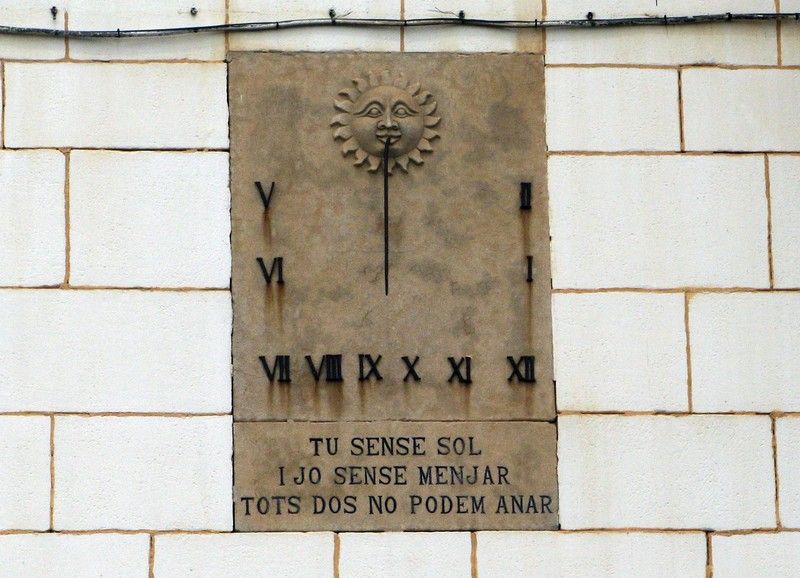 V II
VI I
VII VIII IX X XI XII
TU SENSE SOL
I JO SENSE MENJAR
TOTS DOS NO PODEM ANAR